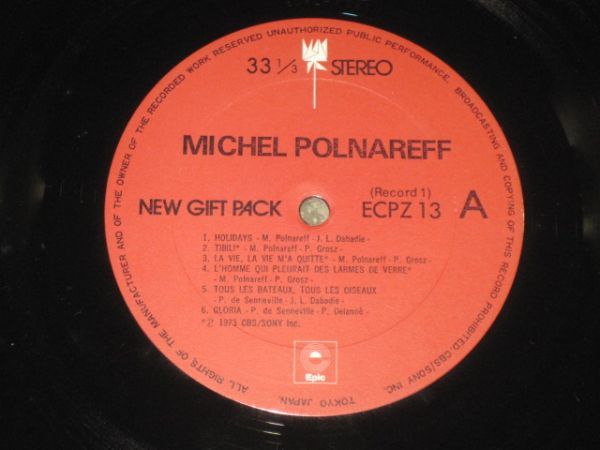 ALL RIGHTS OF THE MANUFACTURER AND OF THE OWNER OF THE RECORDED WORK RESERVED UNAUTHORIZED PUBLIC PERFORMANCE. BROADCASTING AND COPYING OF THIS RECORD PROHIBITED. CBS/SONY INC. TOKYO JAPAN.
33 1/3 STEREO
MICHEL POLNAREFF
(Record 1)
NEW GIFT PACK ECPZ 13 A
1. HOLIDAYS - M. Polnareff - J. L. Dabadie -
2. TIBILI* - M. Polnareff - P. Grosz -
3. LA VIE, LA VIE M'A QUITTE* - M. Polnareff - P. Grosz -
4. L'HOMME QUI PLEURAIT DES LARMES DE VERRE*
- M. Polnareff - P. Grosz -
5. TOUS LES BATEAUX, TOUS LES OISEAUX
- P. de Senneville - J. L. Dabadie -
6. GLORIA - P. de Senneville - P. Delanoè -
*℗ 1973 CBS/SONY Inc.
Epic